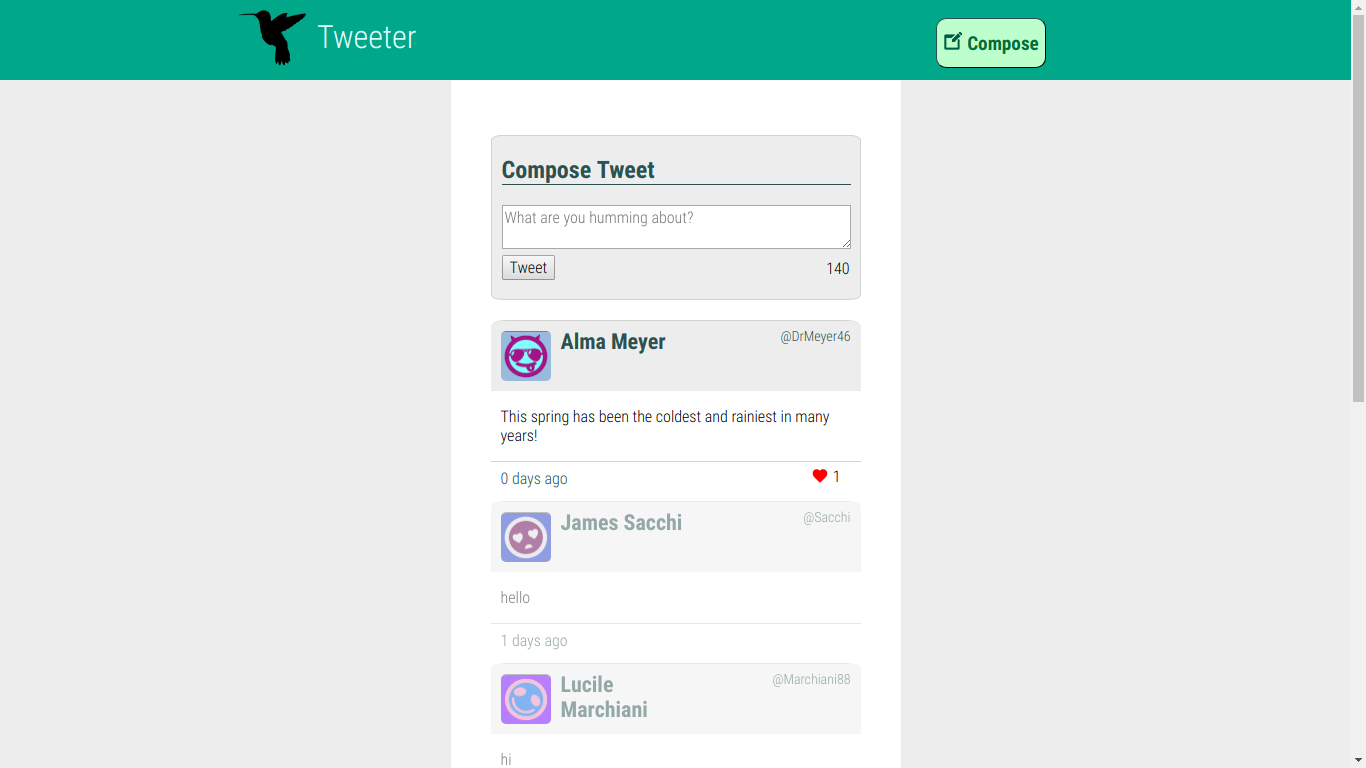 Tweeter
Compose
Compose Tweet
What are you humming about?
Tweet
140
Alma Meyer
@DrMeyer46
This spring has been the coldest and rainiest in many
years!
0 days ago
1
James Sacchi
@Sacchi
hello
1 days ago
Lucile
Marchiani
@Marchiani88
hi